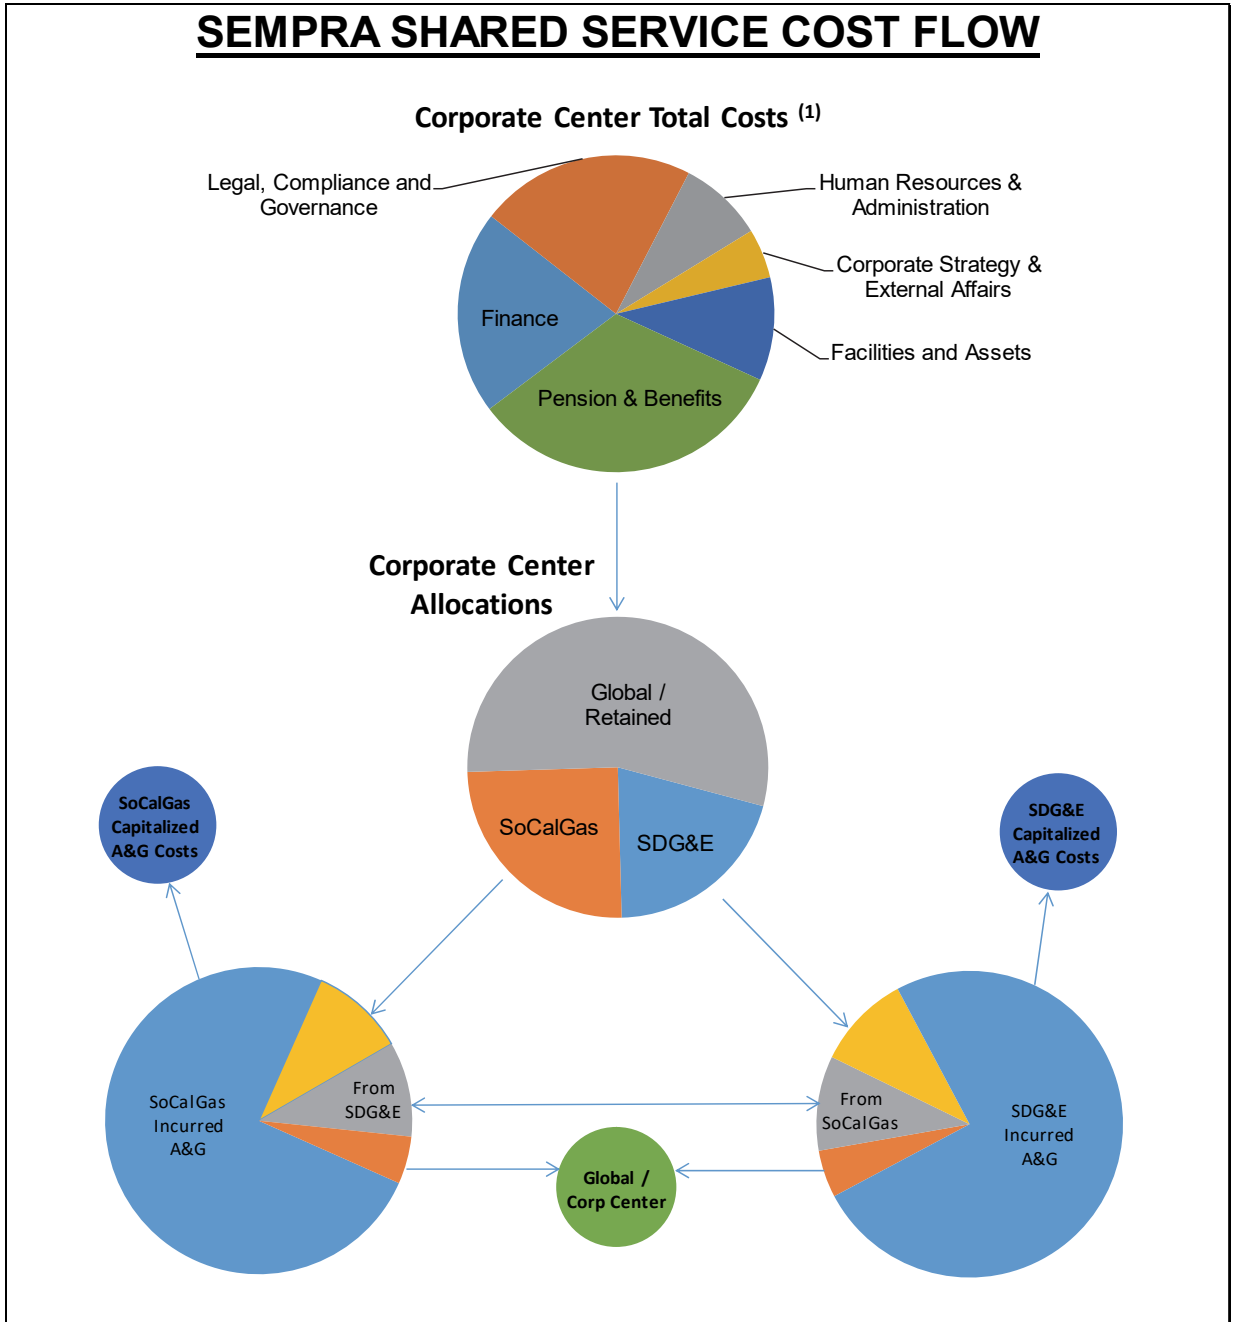 SEMPRA SHARED SERVICE COST FLOW
Corporate Center Total Costs (1)
Legal, Compliance and
Governance
Human Resources &
Administration
Corporate Strategy &
External Affairs
Finance
Facilities and Assets
Pension & Benefits
Corporate Center
Allocations
Global /
Retained
SoCalGas
SDG&E
SoCalGas
Capitalized
A&G Costs
SDG&E
Capitalized
A&G Costs
SoCalGas
Incurred
A&G
From
SDG&E
From
SoCalGas
SDG&E
Incurred
A&G
Global /
Corp Center